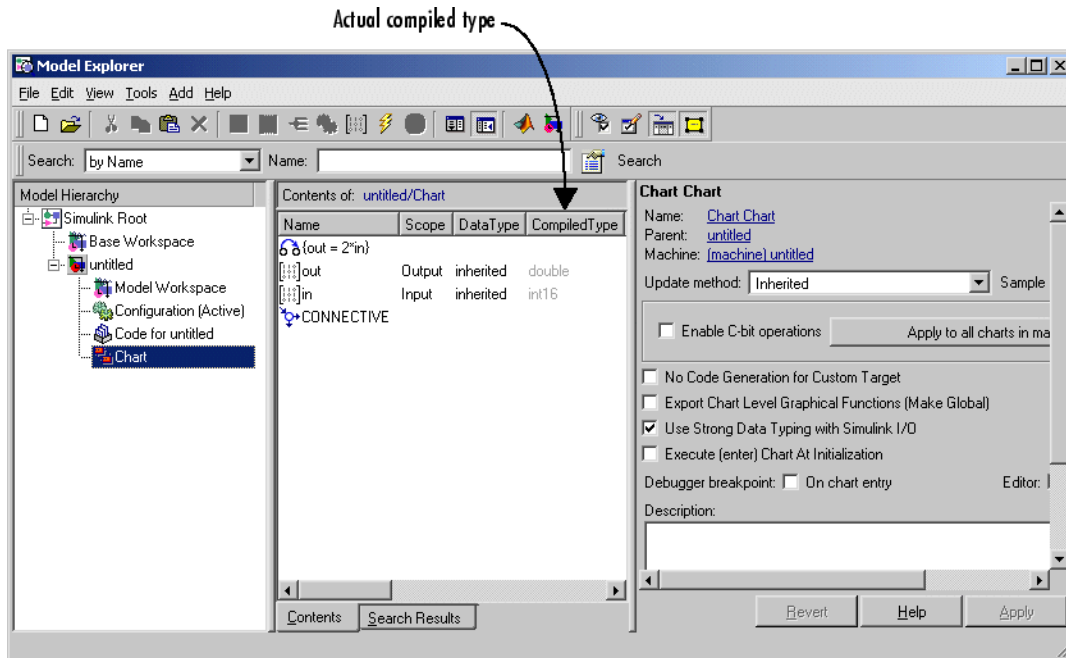 Actual compiled type
Model Explorer
File Edit View Tools Add Help
Search: by Name Name: Search
Model Hierarchy
Simulink Root
Base Workspace
untitled
Model Workspace
Configuration (Active)
Code for untitled
Chart
Contents of: untitled/Chart
Name Scope DataType CompiledType
{out = 2*in}
out Output inherited double
in Input inherited int16
CONNECTIVE
Contents Search Results
Chart Chart
Name: Chart Chart
Parent: untitled
Machine: (machine) untitled
Update method: Inherited Sample
Enable C-bit operations Apply to all charts in ma
No Code Generation for Custom Target
Export Chart Level Graphical Functions (Make Global)
Use Strong Data Typing with Simulink I/O
Execute (enter) Chart At Initialization
Debugger breakpoint: On chart entry Editor:
Description:
Revert Help Apply